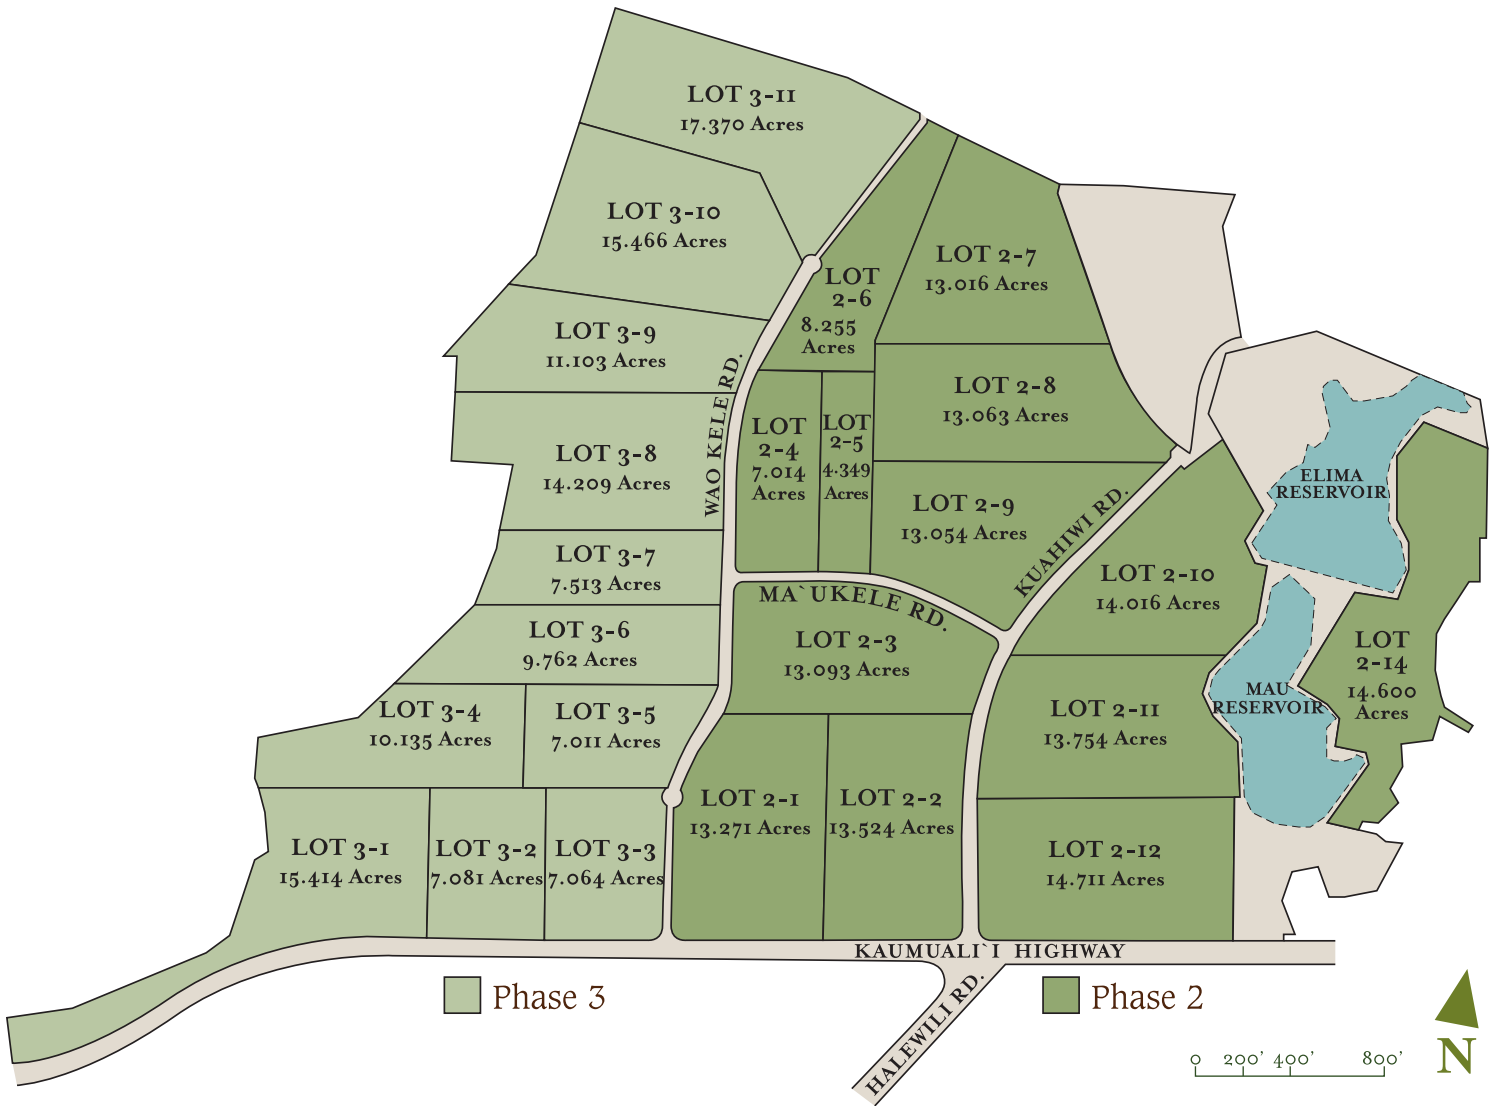 LOT 3-11
17.370 Acres
LOT 3-10
15.466 Acres
LOT 3-9
11.103 Acres
LOT 3-8
14.209 Acres
LOT 3-7
7.513 Acres
LOT 3-6
9.762 Acres
LOT 3-4
10.135 Acres
LOT 3-5
7.011 Acres
LOT 3-1
15.414 Acres
LOT 3-2
7.081 Acres
LOT 3-3
7.064 Acres
WAO KELE RD.
LOT
2-6
8.255
Acres
LOT 2-7
13.016 Acres
LOT 2-8
13.063 Acres
LOT
2-4
7.014
Acres
LOT
2-5
4.349
Acres
LOT 2-9
13.054 Acres
KUAHIWI RD.
MA`UKELE RD.
LOT 2-3
13.093 Acres
LOT 2-10
14.016 Acres
LOT 2-11
13.754 Acres
LOT 2-1
13.271 Acres
LOT 2-2
13.524 Acres
LOT 2-12
14.711 Acres
ELIMA
RESERVOIR
MAU
RESERVOIR
LOT
2-14
14.600
Acres
KAUMUALI`I HIGHWAY
HALEWILI RD.
Phase 3
Phase 2
0 200' 400' 800'
N